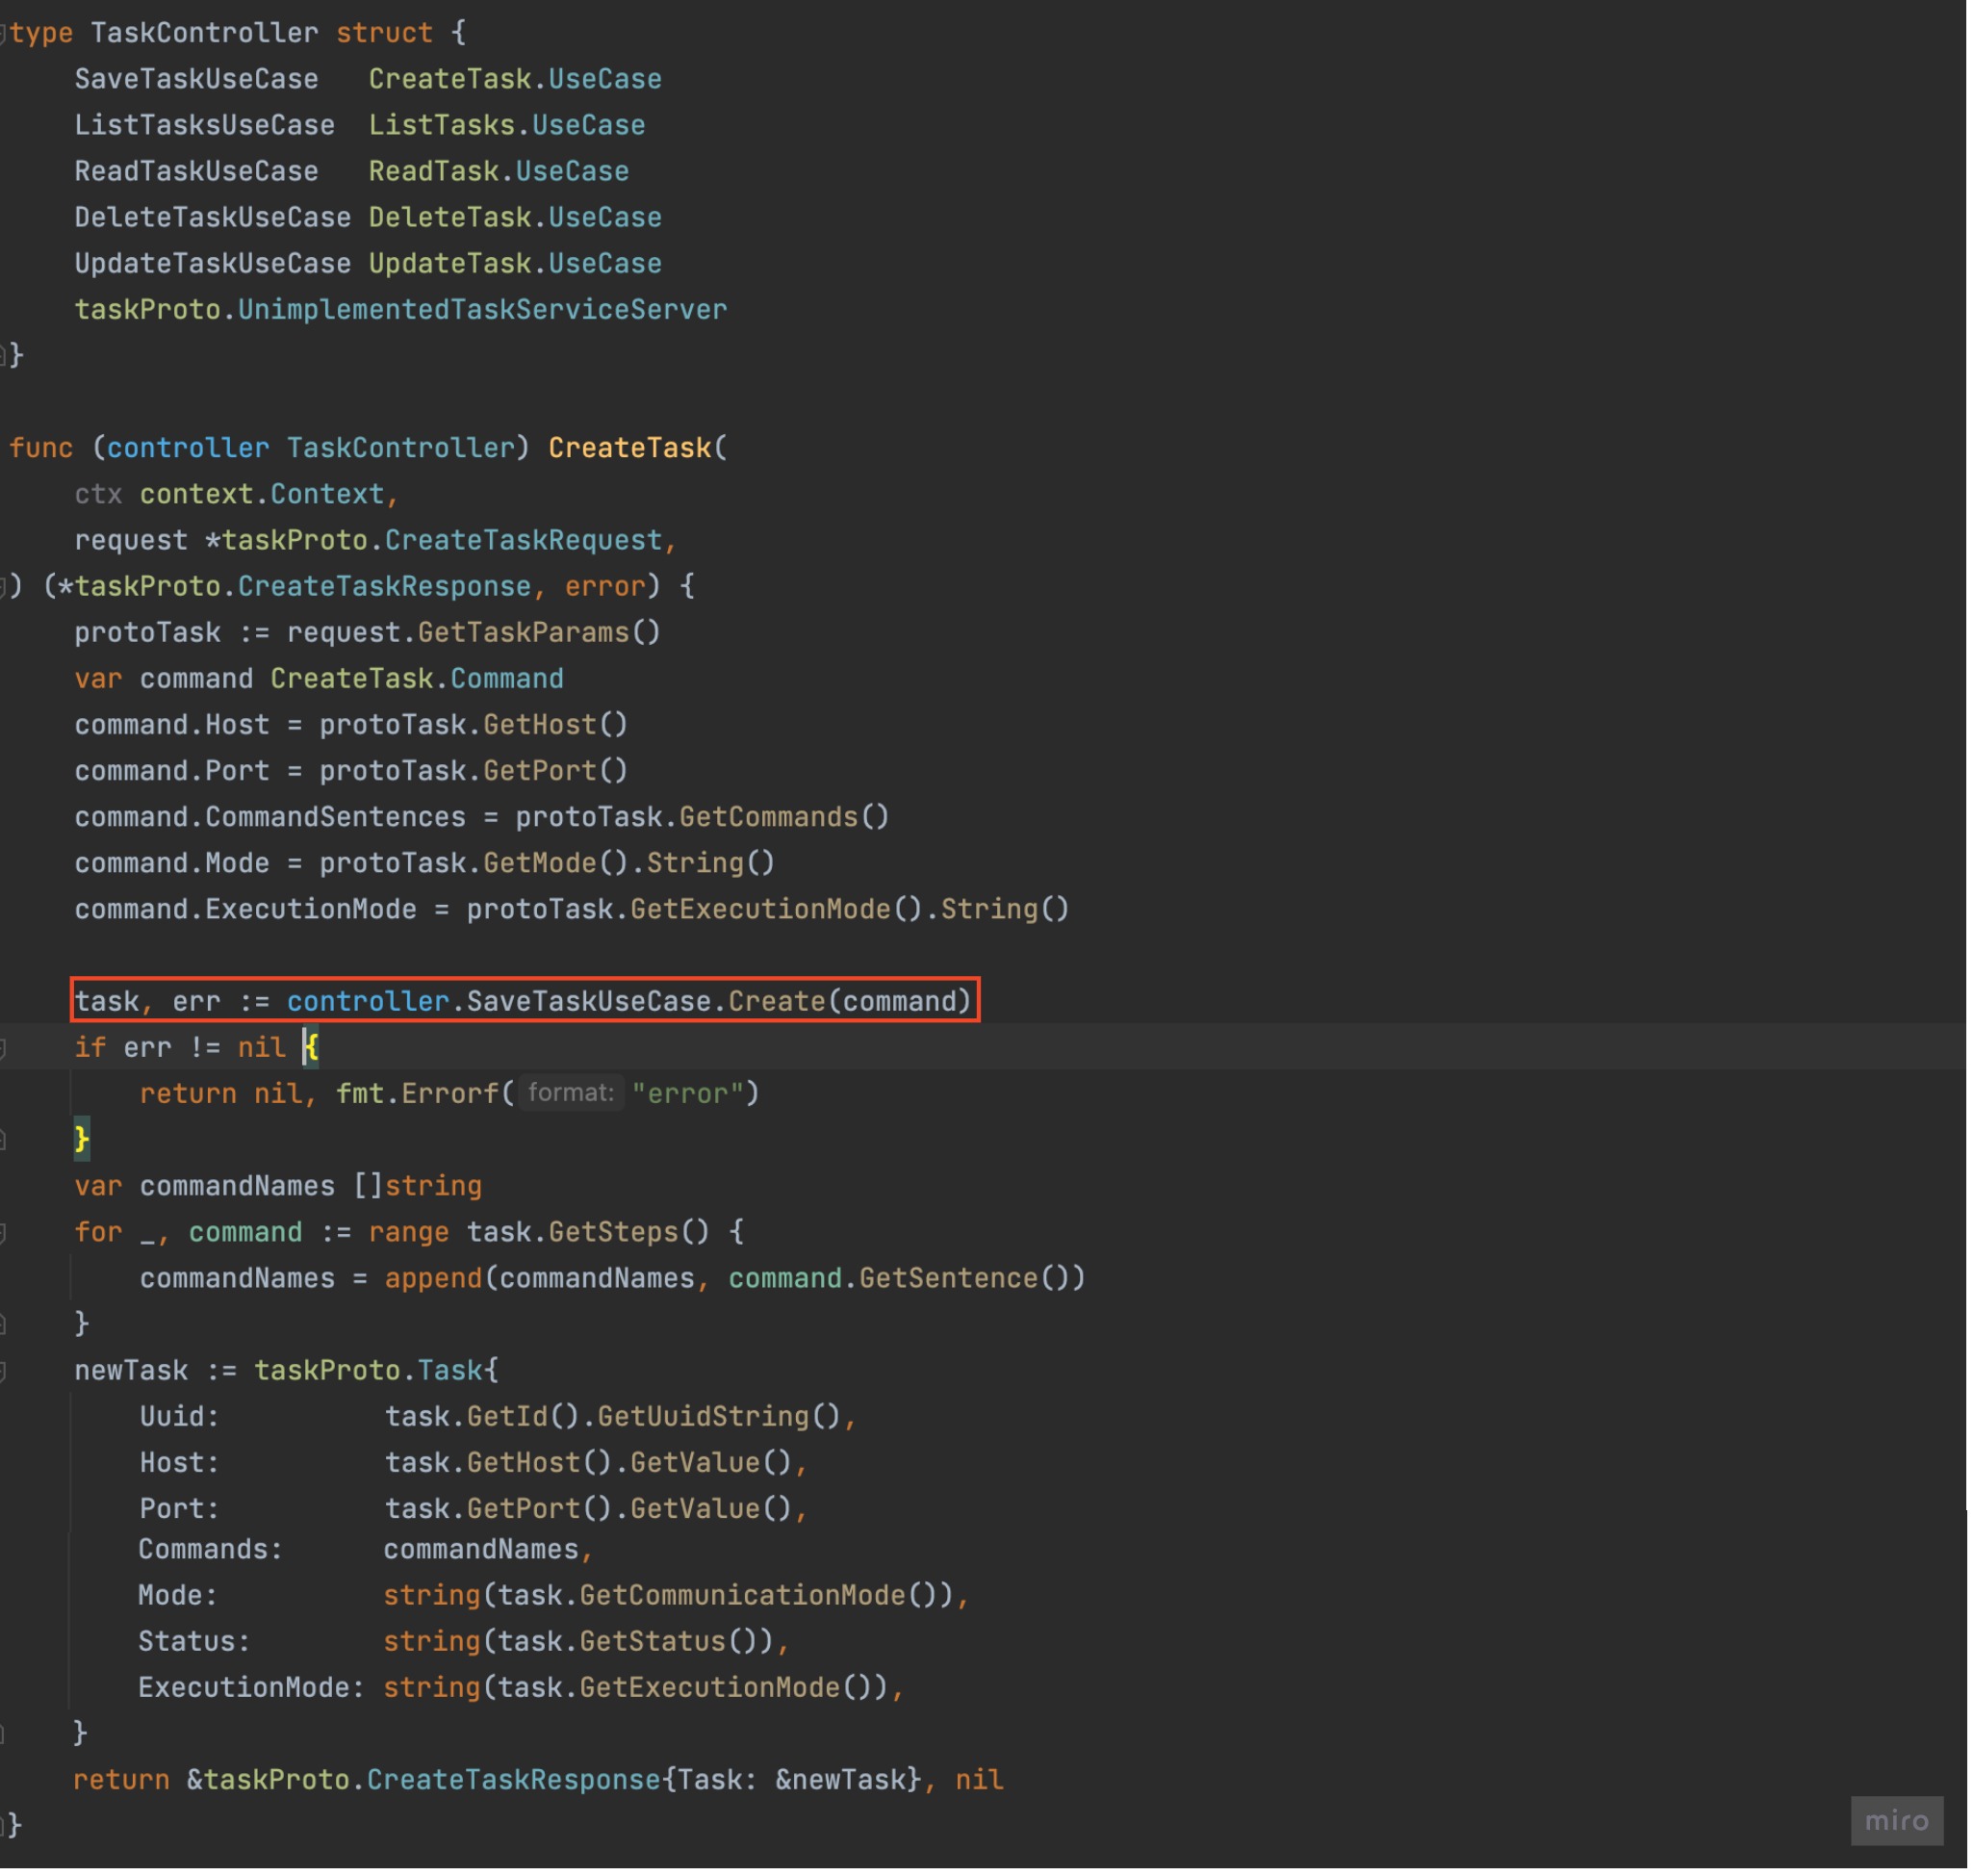 type TaskController struct {
    SaveTaskUseCase   CreateTask.UseCase
    ListTasksUseCase  ListTasks.UseCase
    ReadTaskUseCase   ReadTask.UseCase
    DeleteTaskUseCase DeleteTask.UseCase
    UpdateTaskUseCase UpdateTask.UseCase
    taskProto.UnimplementedTaskServiceServer
}
func (controller TaskController) CreateTask(
    ctx context.Context,
    request *taskProto.CreateTaskRequest,
) (*taskProto.CreateTaskResponse, error) {
    protoTask := request.GetTaskParams()
    var command CreateTask.Command
    command.Host = protoTask.GetHost()
    command.Port = protoTask.GetPort()
    command.CommandSentences = protoTask.GetCommands()
    command.Mode = protoTask.GetMode().String()
    command.ExecutionMode = protoTask.GetExecutionMode().String()
    task, err := controller.SaveTaskUseCase.Create(command)
    if err != nil {
        return nil, fmt.Errorf( format: "error")
    }
    var commandNames []string
    for _, command := range task.GetSteps() {
        commandNames = append(commandNames, command.GetSentence())
    }
    newTask := taskProto.Task{
        Uuid:          task.GetId().GetUuidString(),
        Host:          task.GetHost().GetValue(),
        Port:          task.GetPort().GetValue(),
        Commands:      commandNames,
        Mode:          string(task.GetCommunicationMode()),
        Status:        string(task.GetStatus()),
        ExecutionMode: string(task.GetExecutionMode()),
    }
    return &taskProto.CreateTaskResponse{Task: &newTask}, nil
}
miro